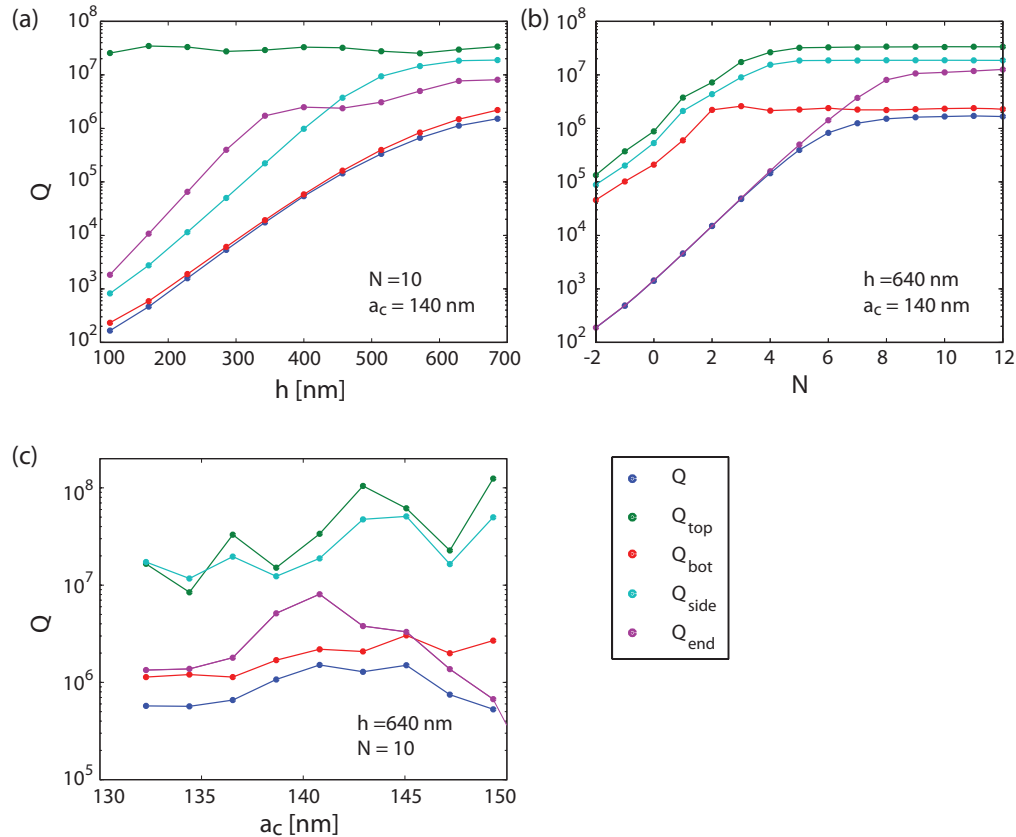 (a)
10^8
10^7
10^6
10^5
10^4
10^3
10^2
Q
N = 10
a_c = 140 nm
100 200 300 400 500 600 700
h [nm]
(b)
10^8
10^7
10^6
10^5
10^4
10^3
10^2
h =640 nm
a_c = 140 nm
-2 0 2 4 6 8 10 12
N
(c)
10^8
10^7
10^6
10^5
Q
h =640 nm
N = 10
130 135 140 145 150
a_c [nm]
Q
Q_top
Q_bot
Q_side
Q_end